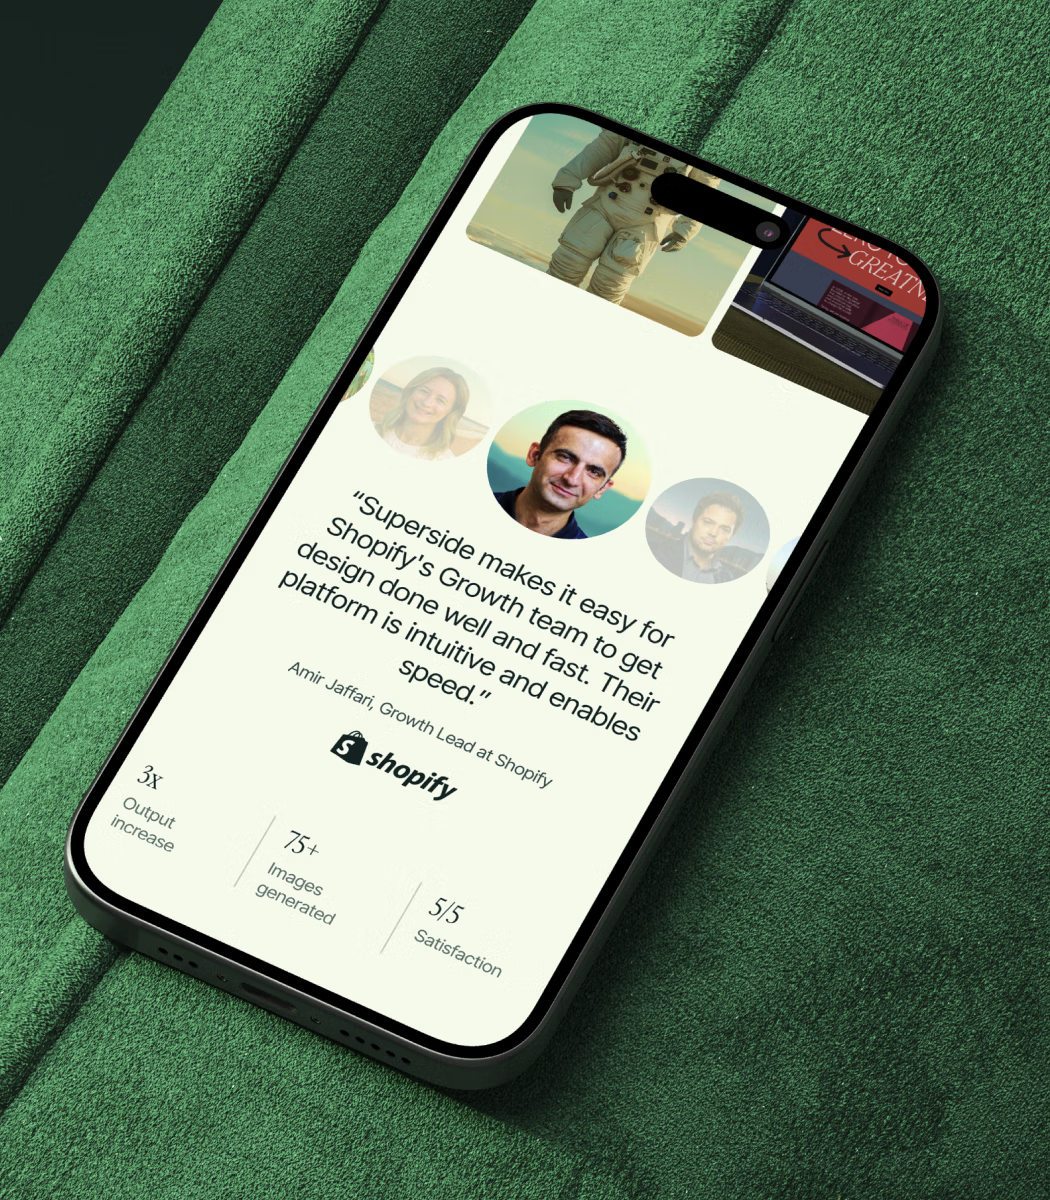 GREATN
“Superside makes it easy for
Shopify's Growth team to get
design done well and fast. Their
platform is intuitive and enables
speed.”
Amir Jaffari, Growth Lead at Shopify
shopify
3x
Output
increase
75+
Images
generated
5/5
Satisfaction